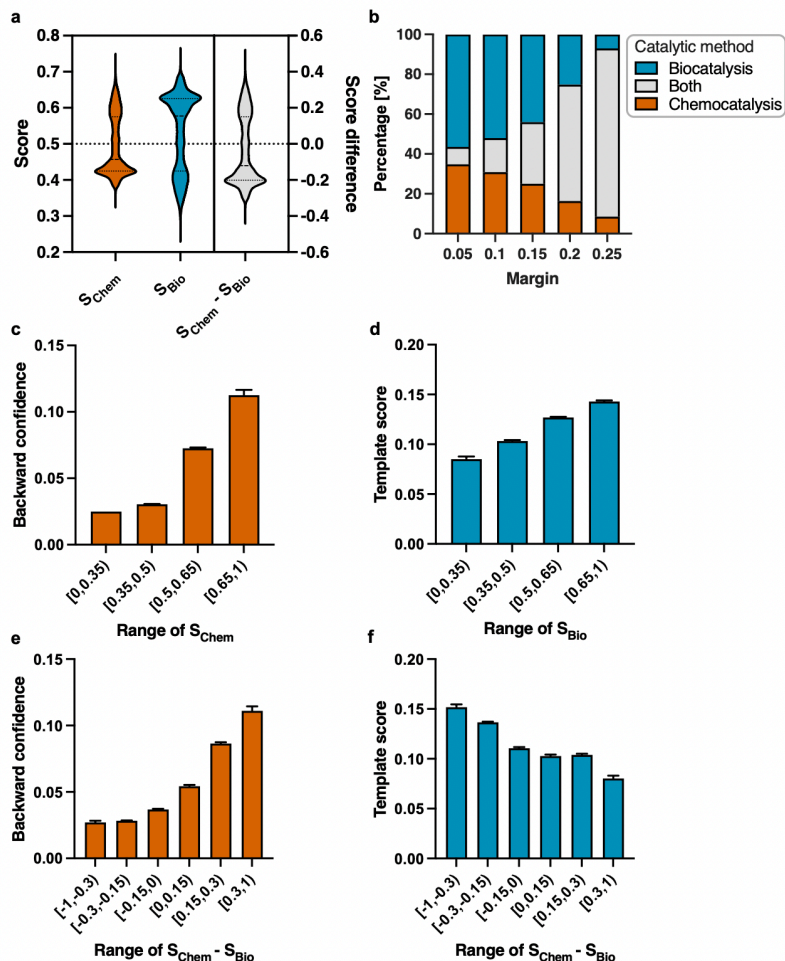 a
0.8
0.7
0.6
0.5
0.4
0.3
0.2
Score
0.6
0.4
0.2
0.0
-0.2
-0.4
-0.6
Score difference
SChem
SBio
SChem - SBio
b
100
80
60
40
20
0
Percentage [%]
0.05 0.1 0.15 0.2 0.25
Margin
Catalytic method
Biocatalysis
Both
Chemocatalysis
c
0.15
0.10
0.05
0.00
Backward confidence
[0,0.35)
[0.35,0.5)
[0.5,0.65)
[0.65,1)
Range of SChem
d
0.20
0.15
0.10
0.05
0.00
Template score
[0,0.35)
[0.35,0.5)
[0.5,0.65)
[0.65,1)
Range of SBio
e
0.15
0.10
0.05
0.00
Backward confidence
[-1,-0.3)
[-0.3,-0.15)
[-0.15,0)
[0,0.15)
[0.15,0.3)
[0.3,1)
Range of SChem - SBio
f
0.20
0.15
0.10
0.05
0.00
Template score
[-1,-0.3)
[-0.3,-0.15)
[-0.15,0)
[0,0.15)
[0.15,0.3)
[0.3,1)
Range of SChem - SBio